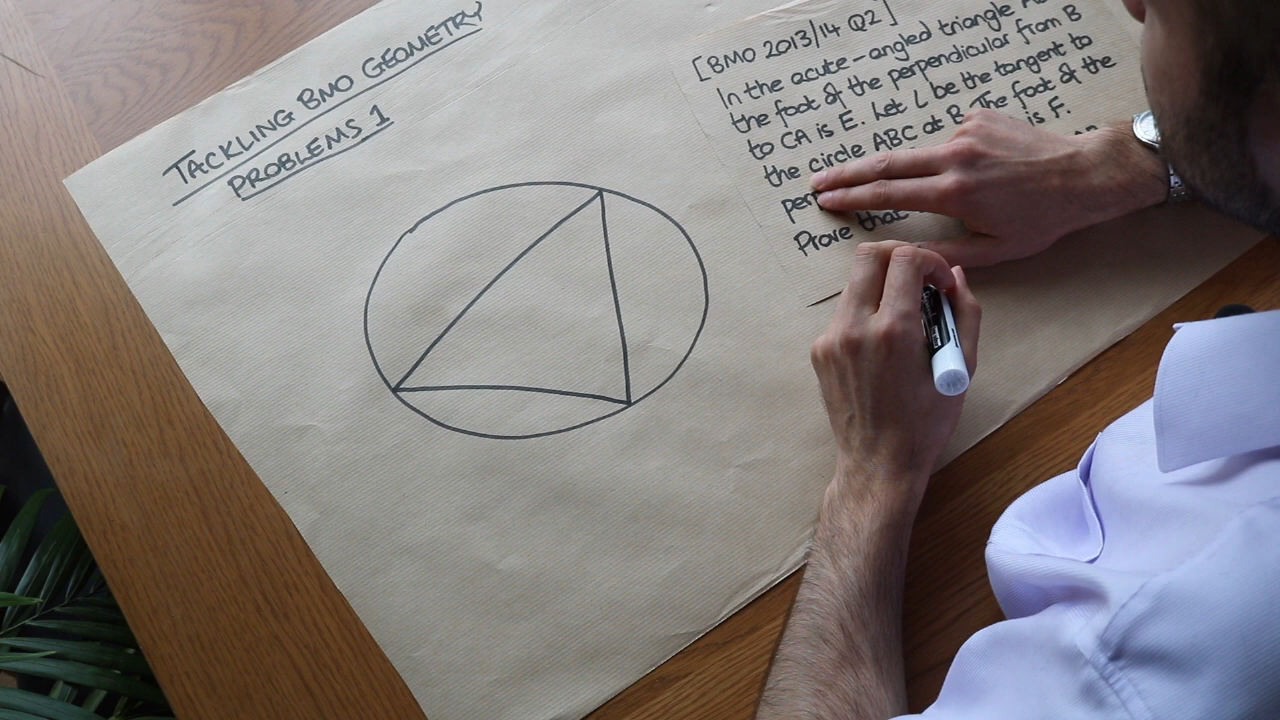 TACKLING BMO GEOMETRY
PROBLEMS 1
[BMO 2013/14 Q2]
In the acute-angled triangle
the foot of the perpendicular from B
to CA is E. Let L be the tangent to
the circle ABC at B. The foot of the
is F.
Prove that